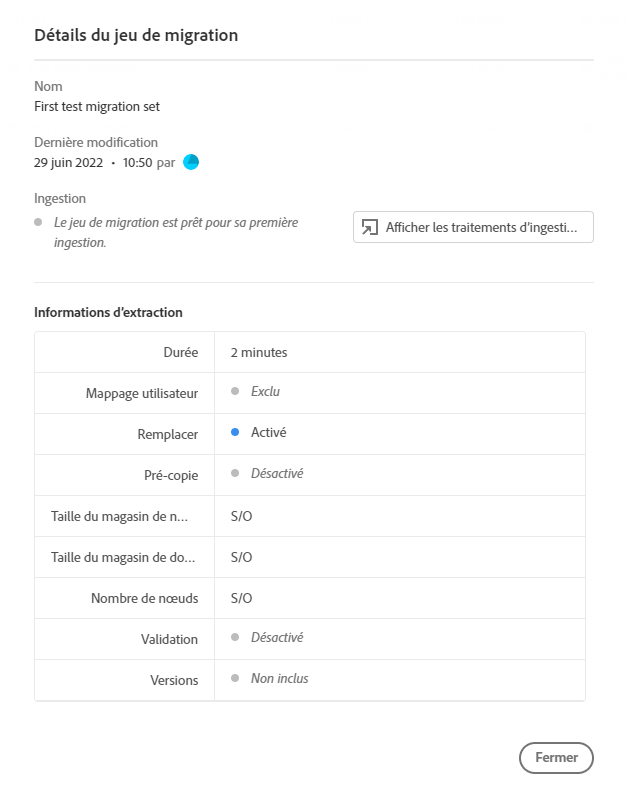 Détails du jeu de migration
Nom
First test migration set
Dernière modification
29 juin 2022 • 10:50 par
Ingestion
Le jeu de migration est prêt pour sa première
ingestion.
Afficher les traitements d'ingesti...
Informations d'extraction
Durée 2 minutes
Mappage utilisateur Exclu
Remplacer Activé
Pré-copie Désactivé
Taille du magasin de n... S/O
Taille du magasin de do... S/O
Nombre de nœuds S/O
Validation Désactivé
Versions Non inclus
Fermer